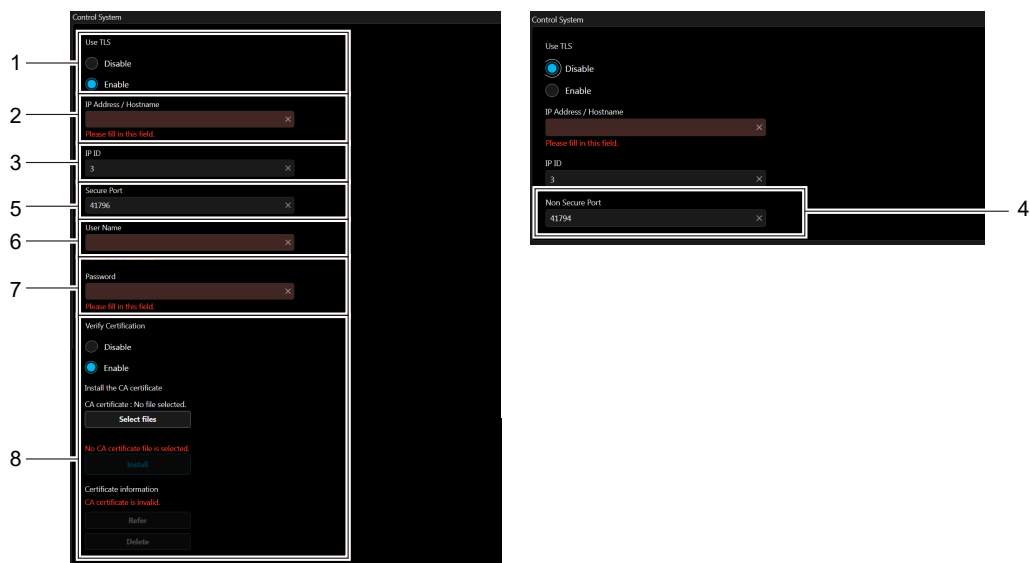 Control System
Use TLS
1
Disable
Enable
2
IP Address / Hostname
×
Please fill in this field.
3
IP ID
3 ×
5
Secure Port
41796 ×
6
User Name
×
7
Password
×
Please fill in this field.
8
Verify Certification
Disable
Enable
Install the CA certificate
CA certificate : No file selected.
Select files
No CA certificate file is selected.
Install
Certificate information
CA certificate is invalid.
Refer
Delete
Control System
Use TLS
Disable
Enable
IP Address / Hostname
×
Please fill in this field.
IP ID
3 ×
Non Secure Port
41794 ×
4